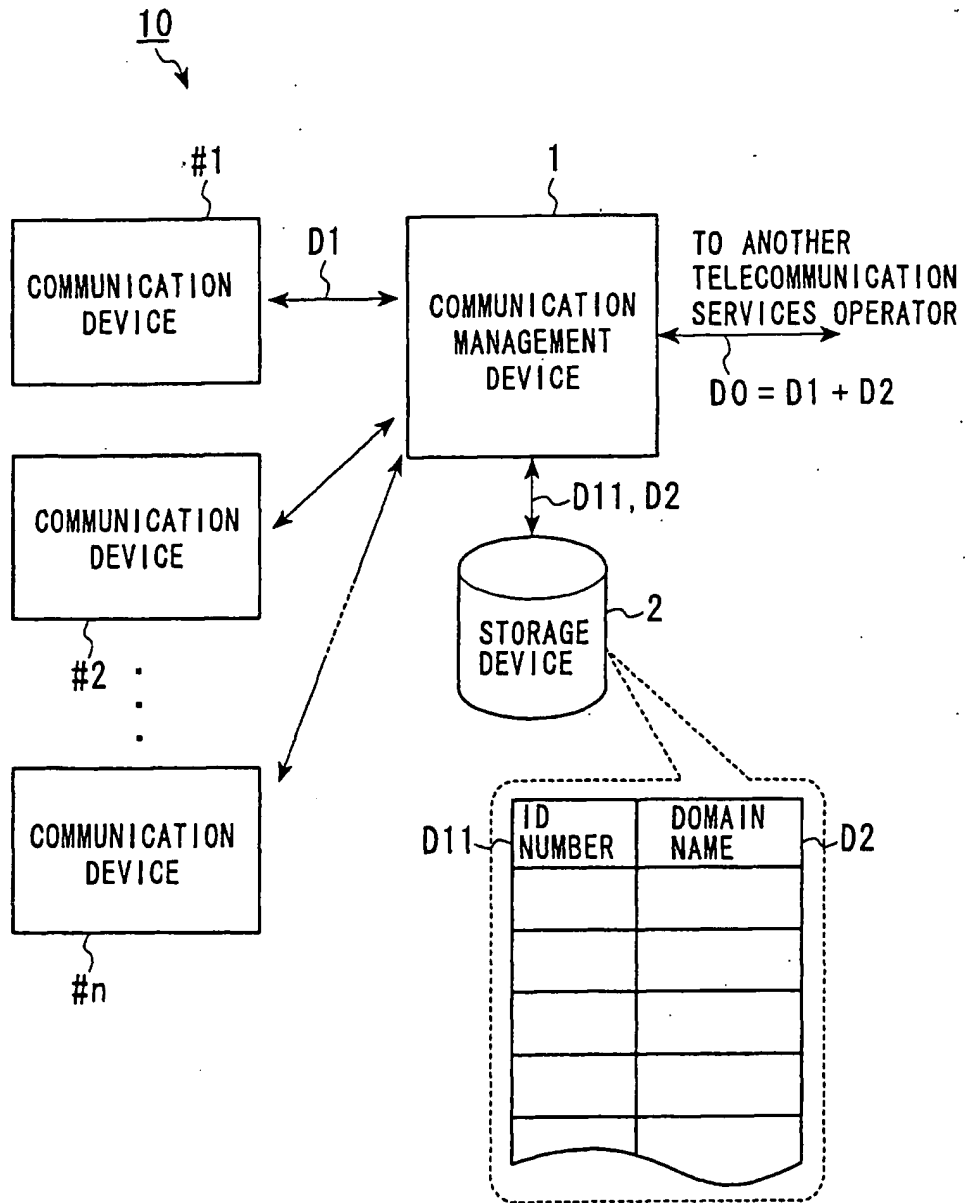 10
#1
COMMUNICATION
DEVICE
D1
1
COMMUNICATION
MANAGEMENT
DEVICE
TO ANOTHER
TELECOMMUNICATION
SERVICES OPERATOR
D0 = D1 + D2
COMMUNICATION
DEVICE
#2
D11, D2
STORAGE
DEVICE
2
COMMUNICATION
DEVICE
#n
D11
ID
NUMBER
DOMAIN
NAME
D2